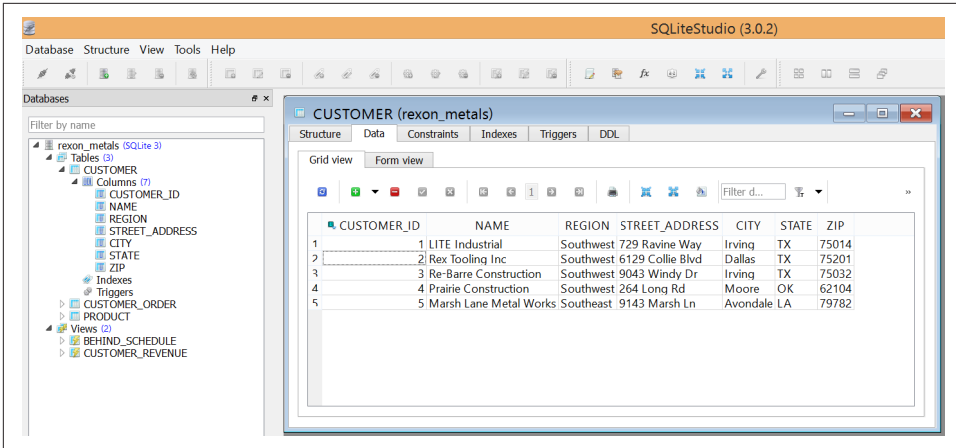 SQLiteStudio (3.0.2)
Database Structure View Tools Help
Databases
Filter by name
rexon_metals (SQLite 3)
Tables (3)
CUSTOMER
Columns (7)
CUSTOMER_ID
NAME
REGION
STREET_ADDRESS
CITY
STATE
ZIP
Indexes
Triggers
CUSTOMER_ORDER
PRODUCT
Views (2)
BEHIND_SCHEDULE
CUSTOMER_REVENUE
CUSTOMER (rexon_metals)
Structure Data Constraints Indexes Triggers DDL
Grid view Form view
1 Filter d... »
CUSTOMER_ID NAME REGION STREET_ADDRESS CITY STATE ZIP
1 1 LITE Industrial Southwest 729 Ravine Way Irving TX 75014
2 2 Rex Tooling Inc Southwest 6129 Collie Blvd Dallas TX 75201
3 3 Re-Barre Construction Southwest 9043 Windy Dr Irving TX 75032
4 4 Prairie Construction Southwest 264 Long Rd Moore OK 62104
5 5 Marsh Lane Metal Works Southeast 9143 Marsh Ln Avondale LA 79782